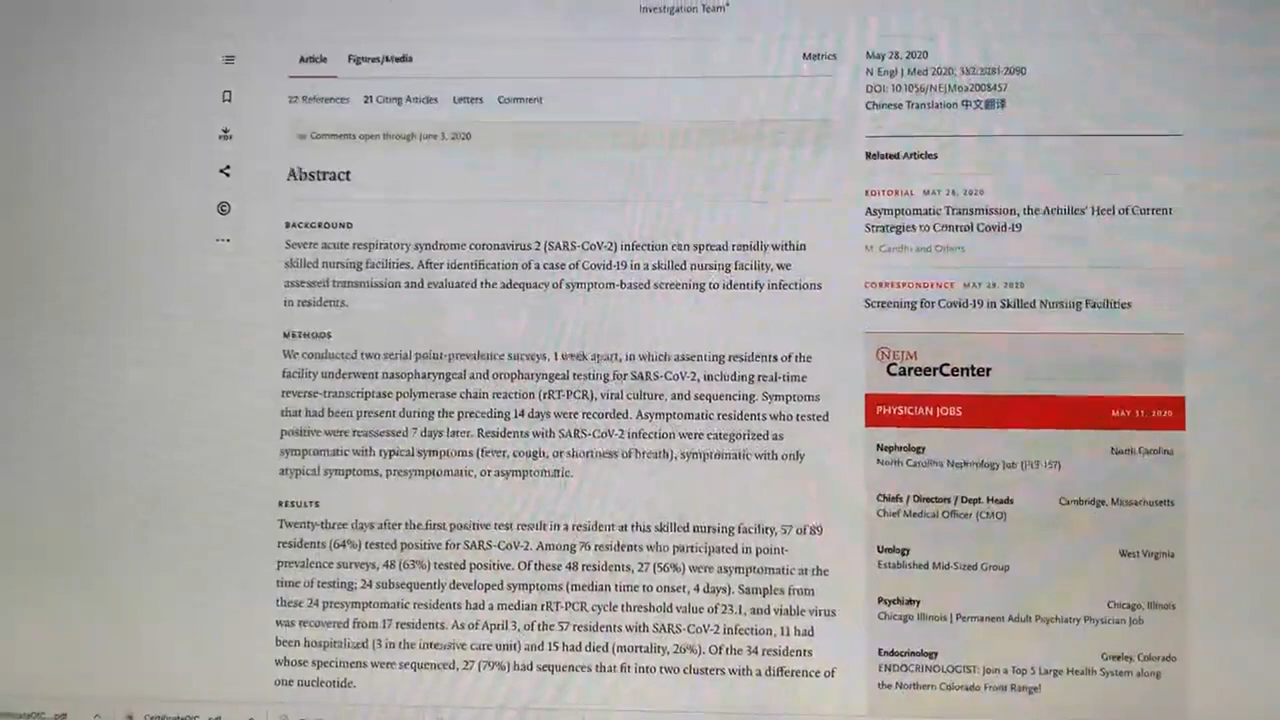 Investigation Team*
Article Figures/Media Metrics
22 References 21 Citing Articles Letters Comment
Comments open through June 3, 2020
Abstract
BACKGROUND
Severe acute respiratory syndrome coronavirus 2 (SARS-CoV-2) infection can spread rapidly within
skilled nursing facilities. After identification of a case of Covid-19 in a skilled nursing facility, we
assessed transmission and evaluated the adequacy of symptom-based screening to identify infections
in residents.
METHODS
We conducted two serial point-prevalence surveys, 1 week apart, in which assenting residents of the
facility underwent nasopharyngeal and oropharyngeal testing for SARS-CoV-2, including real-time
reverse-transcriptase polymerase chain reaction (rRT-PCR), viral culture, and sequencing. Symptoms
that had been present during the preceding 14 days were recorded. Asymptomatic residents who tested
positive were reassessed 7 days later. Residents with SARS-CoV-2 infection were categorized as
symptomatic with typical symptoms (fever, cough, or shortness of breath), symptomatic with only
atypical symptoms, presymptomatic, or asymptomatic.
RESULTS
Twenty-three days after the first positive test result in a resident at this skilled nursing facility, 57 of 89
residents (64%) tested positive for SARS-CoV-2. Among 76 residents who participated in point-
prevalence surveys, 48 (63%) tested positive. Of these 48 residents, 27 (56%) were asymptomatic at the
time of testing; 24 subsequently developed symptoms (median time to onset, 4 days). Samples from
these 24 presymptomatic residents had a median rRT-PCR cycle threshold value of 23.1, and viable virus
was recovered from 17 residents. As of April 3, of the 57 residents with SARS-CoV-2 infection, 11 had
been hospitalized (3 in the intensive care unit) and 15 had died (mortality, 26%). Of the 34 residents
whose specimens were sequenced, 27 (79%) had sequences that fit into two clusters with a difference of
one nucleotide.
PDF
May 28, 2020
N Engl J Med 2020; 382:2081-2090
DOI: 10.1056/NEJMoa2008457
Chinese Translation 中文翻译
Related Articles
EDITORIAL MAY 28, 2020
Asymptomatic Transmission, the Achilles' Heel of Current
Strategies to Control Covid-19
M. Gandhi and Others
CORRESPONDENCE MAY 28, 2020
Screening for Covid-19 in Skilled Nursing Facilities
NEJM
CareerCenter
PHYSICIAN JOBS MAY 31, 2020
Nephrology North Carolina
North Carolina Nephrology Job
Chiefs / Directors / Dept. Heads Cambridge, Massachusetts
Chief Medical Officer (CMO)
Urology West Virginia
Established Mid-Sized Group
Psychiatry Chicago, Illinois
Chicago Illinois | Permanent Adult Psychiatry Physician Job
Endocrinology Greeley, Colorado
ENDOCRINOLOGIST: Join a Top 5 Large Health System along
the Northern Colorado Front Range!